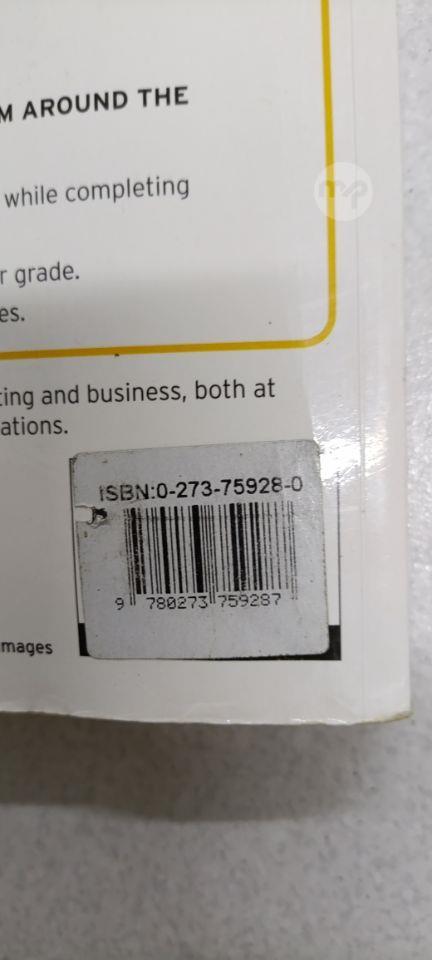 M AROUND THE
while completing
r grade.
es.
ting and business, both at
ations.
ISBN:0-273-75928-0
9 780273 759287
mages